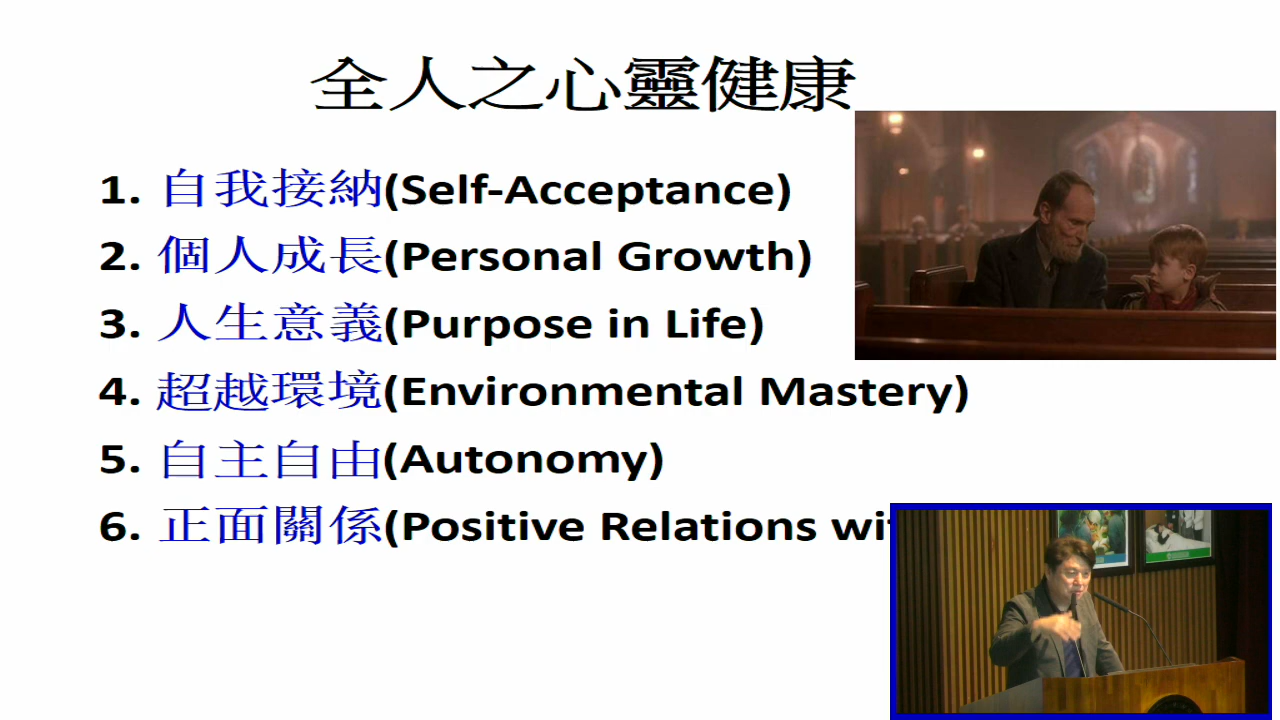 全人之心靈健康
1. 自我接納(Self-Acceptance)
2. 個人成長(Personal Growth)
3. 人生意義(Purpose in Life)
4. 超越環境(Environmental Mastery)
5. 自主自由(Autonomy)
6. 正面關係(Positive Relations